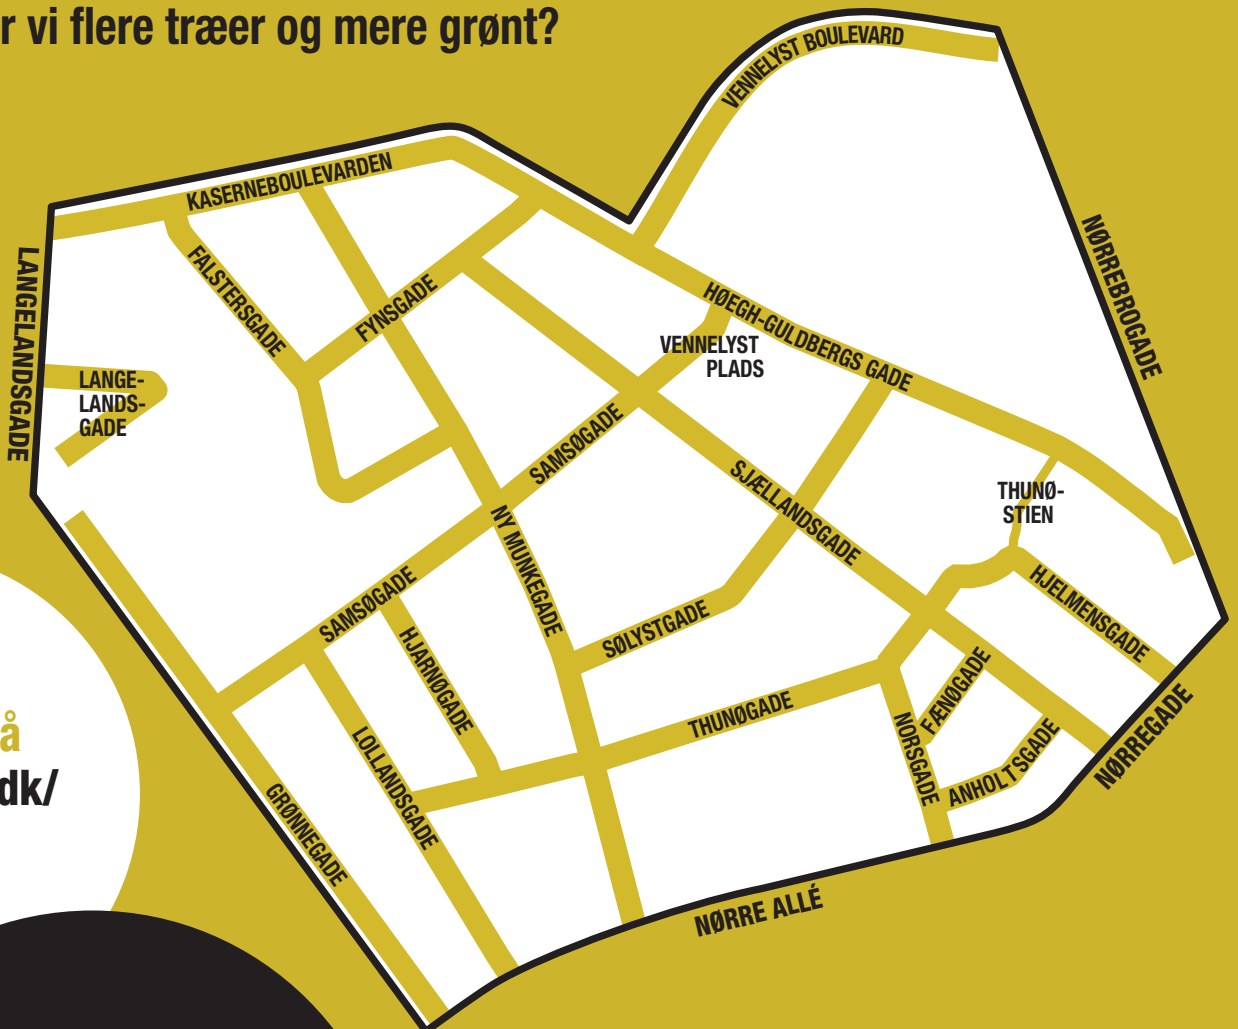 r vi flere træer og mere grønt?
VENNELYST BOULEVARD
KASERNEBOULEVARDEN
LANGELANDSGADE
FALSTERSGADE
FYNSGADE
NØRREBROGADE
HØEGH-GULDBERGS GADE
VENNELYST
PLADS
LANGE-
LANDS-
GADE
SAMSØGADE
SJÆLLANDSGADE
THUNØ-
STIEN
NY MUNKEGADE
HJELMENSGADE
SAMSØGADE
SØLYSTGADE
HJARNØGADE
THUNØGADE
FÆNØGADE
NORSGADE
ANHOLTSGADE
NØRREGADE
LOLLANDSGADE
GRØNNEGADE
NØRRE ALLÉ
å
dk/